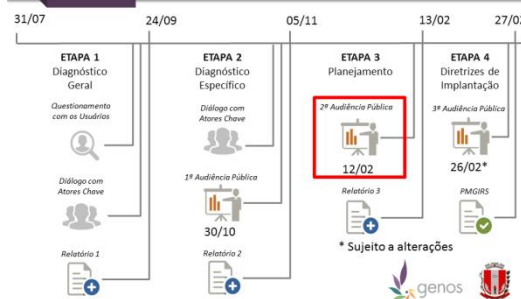 31/07
24/09
05/11
13/02
27/02
ETAPA 1
Diagnóstico
Geral
Questionamento
com os Usuários
Diálogo com
Atores Chave
Relatório 1
ETAPA 2
Diagnóstico
Específico
Diálogo com
Atores Chave
1ª Audiência Pública
30/10
Relatório 2
ETAPA 3
Planejamento
2ª Audiência Pública
12/02
Relatório 3
ETAPA 4
Diretrizes de
Implantação
3ª Audiência Pública
26/02*
PMGIRS
* Sujeito a alterações
genos